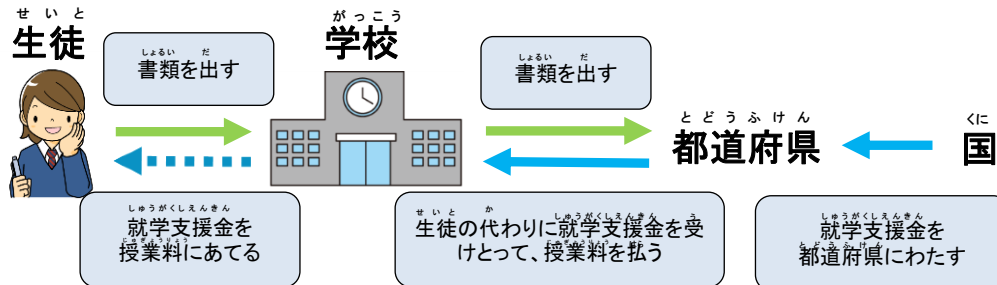 せいと
生徒
がっこう
学校
しょるい だ
書類を出す
しょるい だ
書類を出す
とどうふけん
都道府県
くに
国
しゅうがくしえんきん
就学支援金を
じゅぎょうりょう
授業料にあてる
せいと か しゅうがくしえんきん う
生徒の代わりに就学支援金を受
じゅぎょうりょう はら
けとって、授業料を払う
しゅうがくしえんきん
就学支援金を
とどうふけん
都道府県にわたす